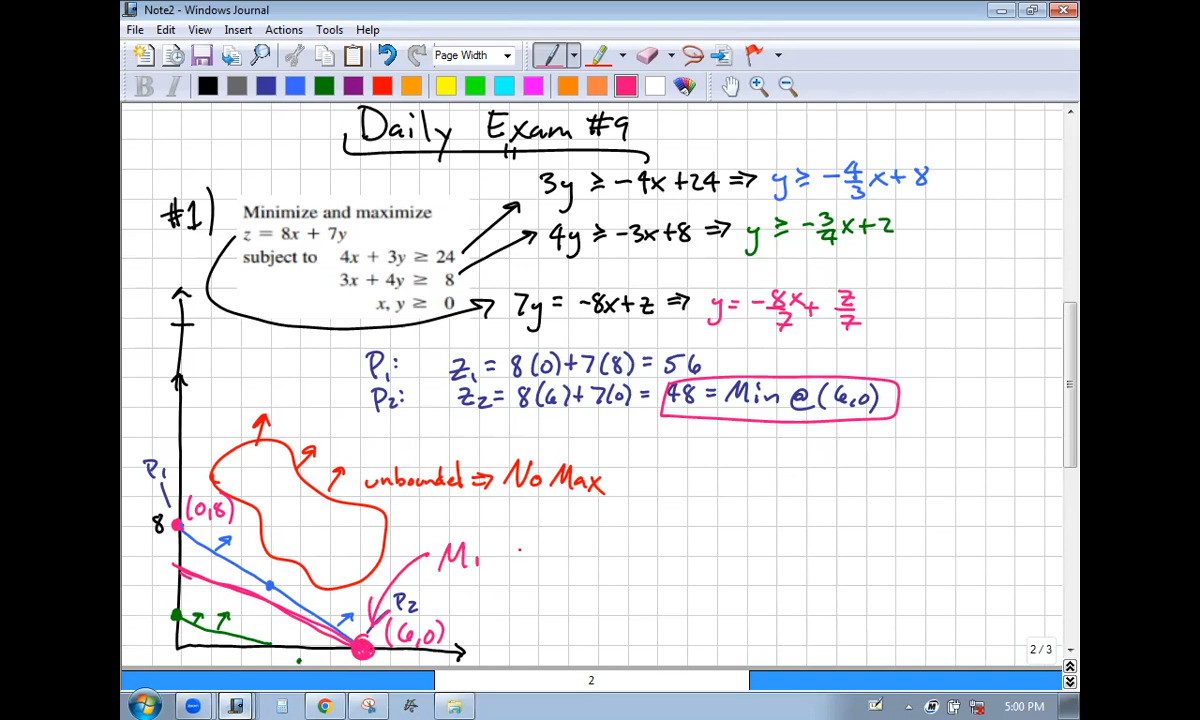 Note2 - Windows Journal
File Edit View Insert Actions Tools Help
Page Width
B I
Daily Exam #9
#1)
Minimize and maximize
z = 8x + 7y
subject to 4x + 3y ≥ 24
3x + 4y ≥ 8
x, y ≥ 0
3y ≥ -4x + 24 ⇒ y ≥ -4/3x + 8
4y ≥ -3x + 8 ⇒ y ≥ -3/4x + 2
7y = -8x + z ⇒ y = -8x/7 + z/7
P₁: z₁ = 8(0) + 7(8) = 56
P₂: z₂ = 8(6) + 7(0) = 48 = Min @ (6,0)
unbounded ⇒ No Max
P₁
8
(0,8)
Mi
P₂
(6,0)
2 / 3
2
5:00 PM